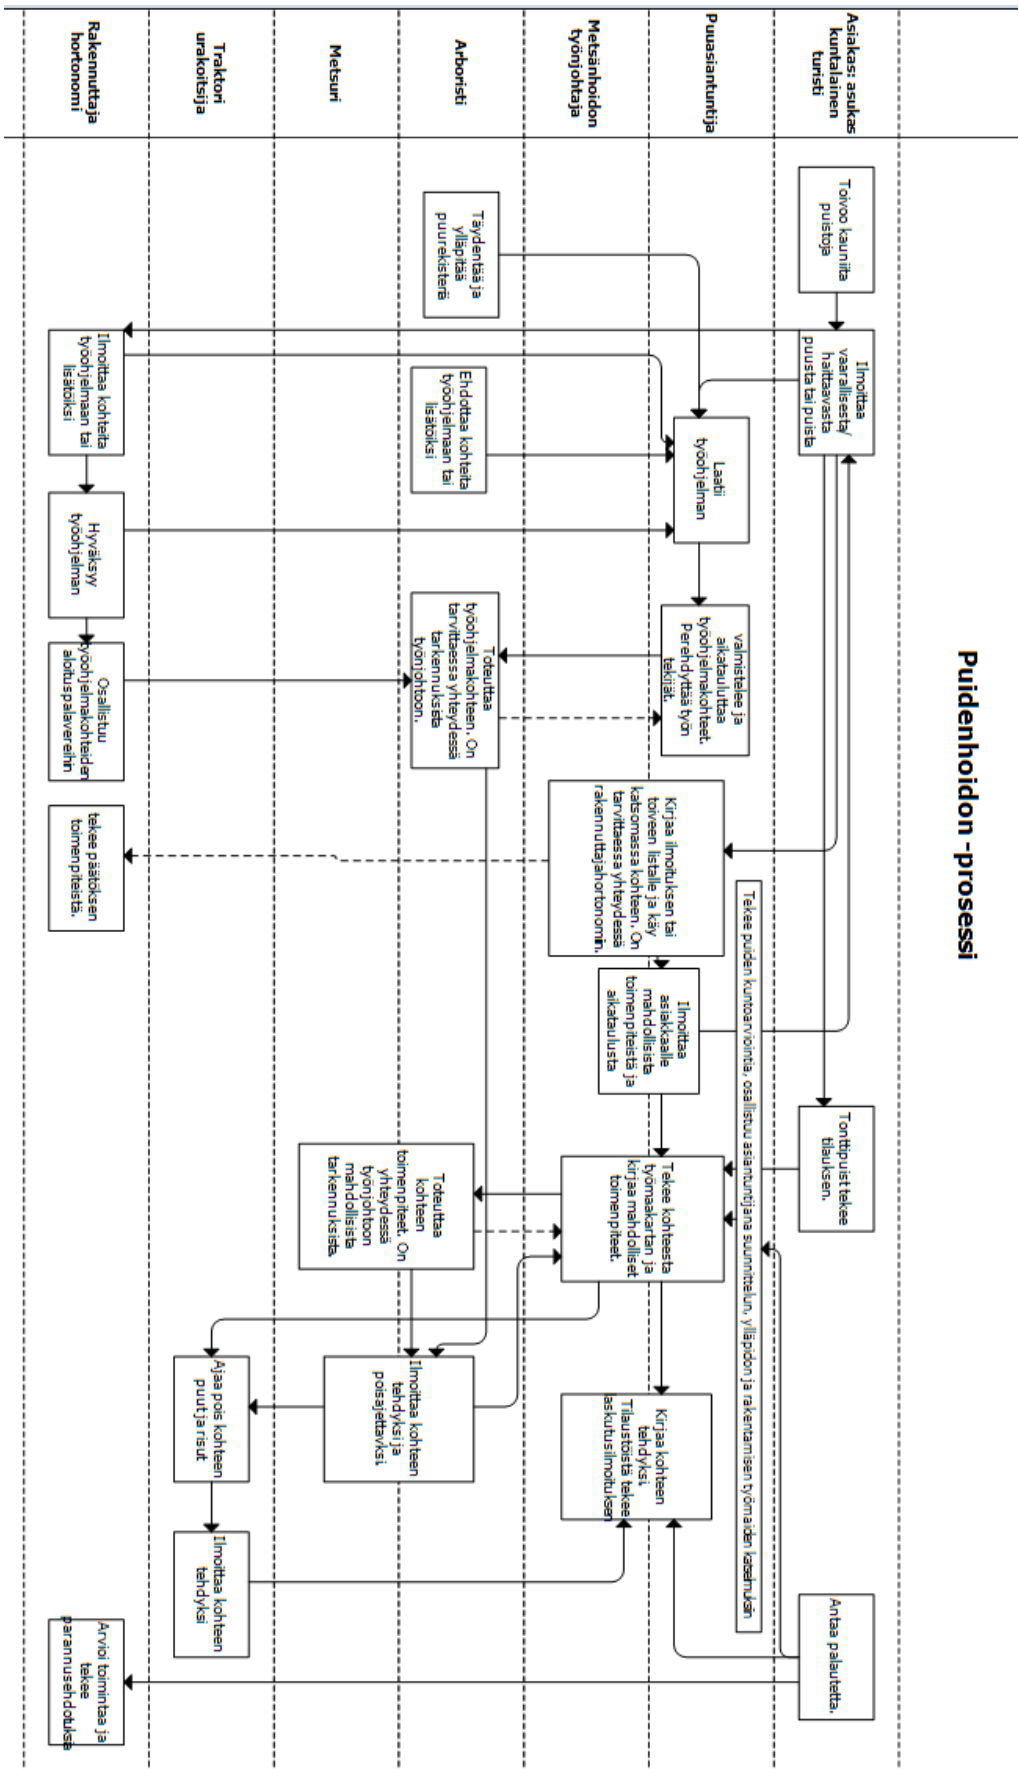 Puidenhoidon -prosessi
Asiakas: asukas
kuntalainen
turisti
Toivoo kauniita
puistoja
Ilmoittaa
vaarallisesta/
haittaavasta
puusta tai puista
Tonttipuist tekee
tilauksen.
Antaa palautetta.
Puuasiantuntija
Laatii
työohjelman
valmistelee ja
aikatauluttaa
työohjelmakohteet.
Perehdyttää työn
tekijät.
Tekee puiden kuntoarviointia, osallistuu asiantuntijana suunnittelun, ylläpidon ja rakentamisen työmaiden katselmuksiin
Metsänhoidon
työnjohtaja
Kirjaa ilmoituksen tai
toiveen listalle ja käy
katsomassa kohteen. On
tarvittaessa yhteydessä
rakennuttajahortonomin.
Ilmoittaa
asiakkaalle
mahdollisista
toimenpiteistä ja
aikataulusta
Tekee kohteesta
työmaakartan ja
kirjaa mahdolliset
toimenpiteet.
Kirjaa kohteen
tehdyksi.
Tilaustöistä tekee
laskutusilmoituksen
Arboristi
Täydentää ja
ylläpitää
puurekisterä
Ehdottaa kohteita
työohjelmaan tai
lisätöiksi
Toteuttaa
työohjelmakohteen. On
tarvittaessa yhteydessä
tarkennuksista
työnjohtoon.
Metsuri
Toteuttaa
kohteen
toimenpiteet. On
yhteydessä
työnjohtoon
mahdollisista
tarkennuksista.
Ilmoittaa kohteen
tehdyksi ja
poisajettavksi.
Traktori
urakoitsija
Ajaa pois kohteen
puut ja risut
Ilmoittaa kohteen
tehdyksi
Rakennuttaja
hortonomi
Ilmoittaa kohteita
työohjelmaan tai
lisätöiksi
Hyväksyy
työohjelman
Osallistuu
työohjelmakohteiden
aloituspalavereihin
tekee päätöksen
toimenpiteistä.
Arvioi toimintaa ja
tekee
parannusehdotuksia